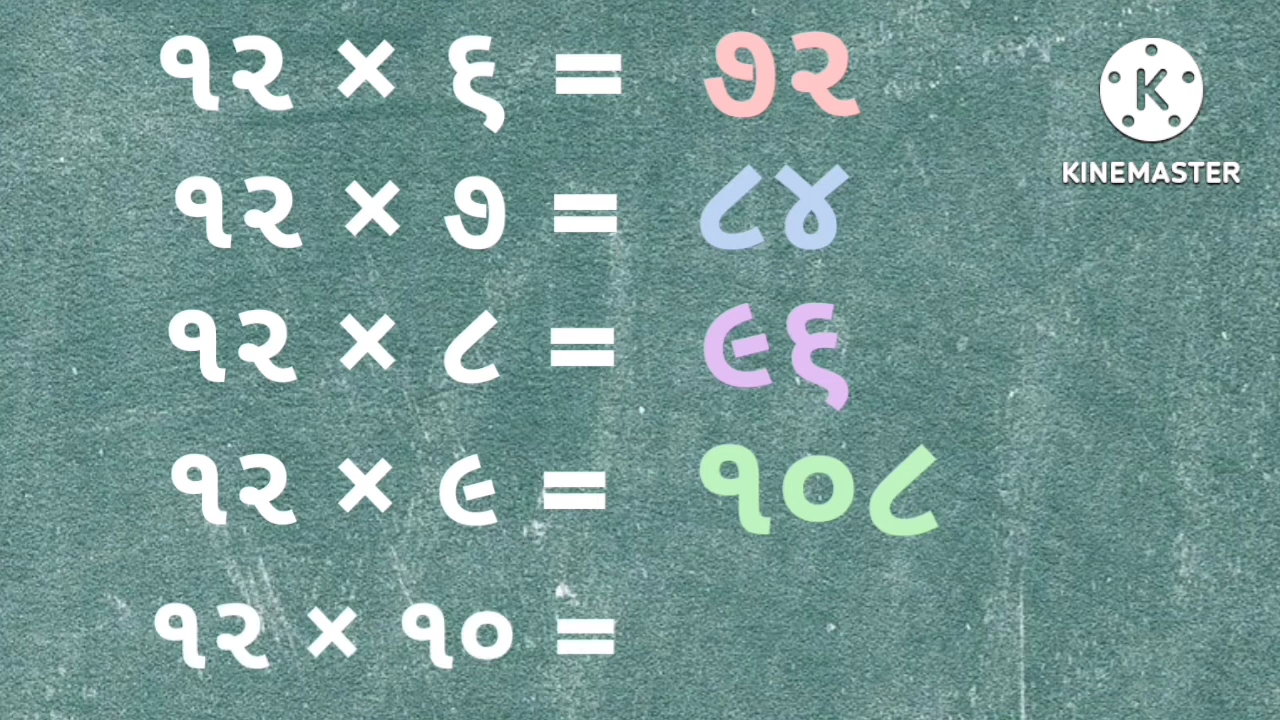 ૧૨ × ૬ = ૭૨
૧૨ × ૭ = ૮૪
૧૨ × ૮ = ૯૬
૧૨ × ૯ = ૧૦૮
૧૨ × ૧૦ =
K
KINEMASTER